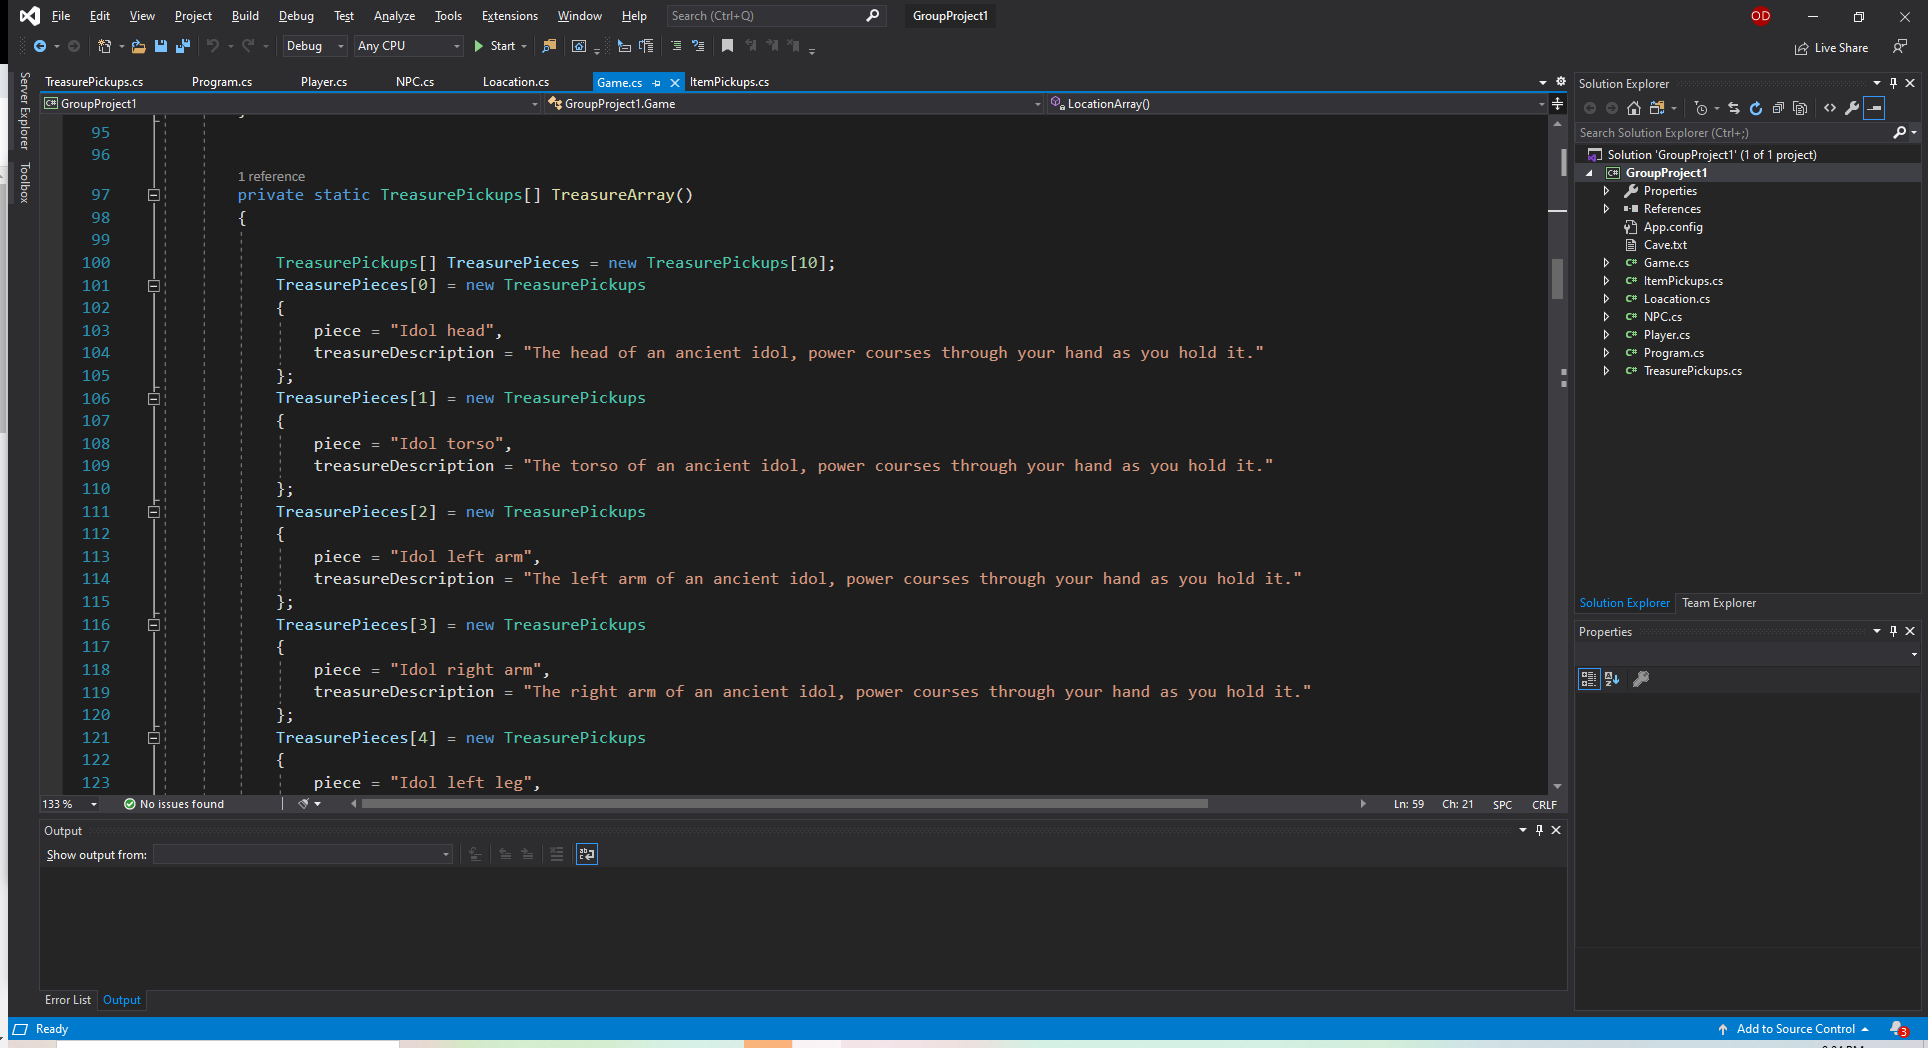 File Edit View Project Build Debug Test Analyze Tools Extensions Window Help Search (Ctrl+Q) GroupProject1 OD
Debug Any CPU Start Live Share
Server Explorer
Toolbox
TreasurePickups.cs Program.cs Player.cs NPC.cs Loacation.cs Game.cs ItemPickups.cs
C# GroupProject1 GroupProject1.Game LocationArray()
95
96
1 reference
97 private static TreasurePickups[] TreasureArray()
98 {
99
100 TreasurePickups[] TreasurePieces = new TreasurePickups[10];
101 TreasurePieces[0] = new TreasurePickups
102 {
103 piece = "Idol head",
104 treasureDescription = "The head of an ancient idol, power courses through your hand as you hold it."
105 };
106 TreasurePieces[1] = new TreasurePickups
107 {
108 piece = "Idol torso",
109 treasureDescription = "The torso of an ancient idol, power courses through your hand as you hold it."
110 };
111 TreasurePieces[2] = new TreasurePickups
112 {
113 piece = "Idol left arm",
114 treasureDescription = "The left arm of an ancient idol, power courses through your hand as you hold it."
115 };
116 TreasurePieces[3] = new TreasurePickups
117 {
118 piece = "Idol right arm",
119 treasureDescription = "The right arm of an ancient idol, power courses through your hand as you hold it."
120 };
121 TreasurePieces[4] = new TreasurePickups
122 {
123 piece = "Idol left leg",
133 % No issues found Ln: 59 Ch: 21 SPC CRLF
Output
Show output from:
Error List Output
Solution Explorer
Search Solution Explorer (Ctrl+;)
Solution 'GroupProject1' (1 of 1 project)
C# GroupProject1
Properties
References
App.config
Cave.txt
C# Game.cs
C# ItemPickups.cs
C# Loacation.cs
C# NPC.cs
C# Player.cs
C# Program.cs
C# TreasurePickups.cs
Solution Explorer Team Explorer
Properties
Ready Add to Source Control 3